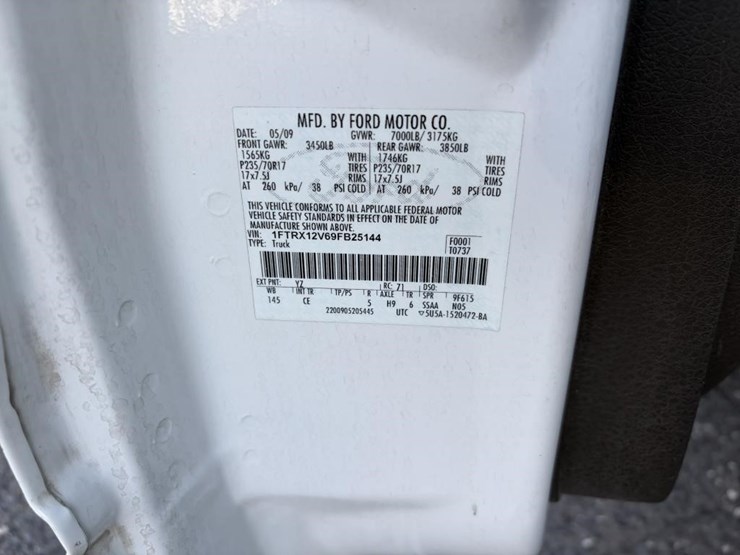 MFD. BY FORD MOTOR CO.
DATE: 05/09 GVWR: 7000LB/ 3175KG
FRONT GAWR: 3450LB REAR GAWR: 3850LB
1565KG WITH 1746KG WITH
P235/70R17 TIRES P235/70R17 TIRES
17x7.5J RIMS 17x7.5J RIMS
AT 260 kPa/ 38 PSI COLD AT 260 kPa/ 38 PSI COLD
THIS VEHICLE CONFORMS TO ALL APPLICABLE FEDERAL MOTOR
VEHICLE SAFETY STANDARDS IN EFFECT ON THE DATE OF
MANUFACTURE SHOWN ABOVE.
VIN: 1FTRX12V69FB25144 F0001
TYPE: Truck T0737
EXT PNT: YZ RC: 71 DSO:
WB INT TR TP/PS R AXLE TR SPR 9F615
145 CE 5 H9 6 SSAA N05
2200905205445 UTC ▽5U5A-1520472-BA